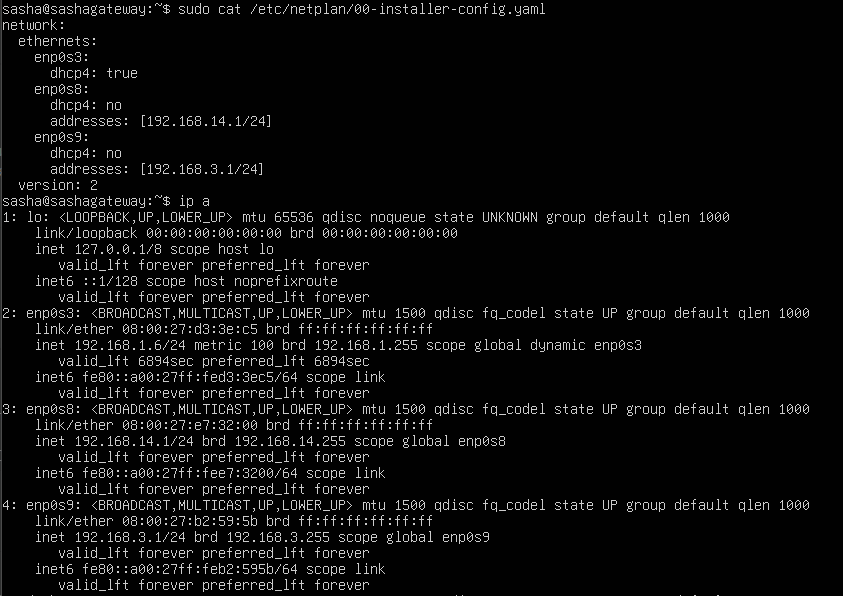 sasha@sashagateway:~$ sudo cat /etc/netplan/00-installer-config.yaml
network:
  ethernets:
    enp0s3:
      dhcp4: true
    enp0s8:
      dhcp4: no
      addresses: [192.168.14.1/24]
    enp0s9:
      dhcp4: no
      addresses: [192.168.3.1/24]
  version: 2
sasha@sashagateway:~$ ip a
1: lo: <LOOPBACK,UP,LOWER_UP> mtu 65536 qdisc noqueue state UNKNOWN group default qlen 1000
    link/loopback 00:00:00:00:00:00 brd 00:00:00:00:00:00
    inet 127.0.0.1/8 scope host lo
       valid_lft forever preferred_lft forever
    inet6 ::1/128 scope host noprefixroute
       valid_lft forever preferred_lft forever
2: enp0s3: <BROADCAST,MULTICAST,UP,LOWER_UP> mtu 1500 qdisc fq_codel state UP group default qlen 1000
    link/ether 08:00:27:d3:3e:c5 brd ff:ff:ff:ff:ff:ff
    inet 192.168.1.6/24 metric 100 brd 192.168.1.255 scope global dynamic enp0s3
       valid_lft 6894sec preferred_lft 6894sec
    inet6 fe80::a00:27ff:fed3:3ec5/64 scope link
       valid_lft forever preferred_lft forever
3: enp0s8: <BROADCAST,MULTICAST,UP,LOWER_UP> mtu 1500 qdisc fq_codel state UP group default qlen 1000
    link/ether 08:00:27:e7:32:00 brd ff:ff:ff:ff:ff:ff
    inet 192.168.14.1/24 brd 192.168.14.255 scope global enp0s8
       valid_lft forever preferred_lft forever
    inet6 fe80::a00:27ff:fee7:3200/64 scope link
       valid_lft forever preferred_lft forever
4: enp0s9: <BROADCAST,MULTICAST,UP,LOWER_UP> mtu 1500 qdisc fq_codel state UP group default qlen 1000
    link/ether 08:00:27:b2:59:5b brd ff:ff:ff:ff:ff:ff
    inet 192.168.3.1/24 brd 192.168.3.255 scope global enp0s9
       valid_lft forever preferred_lft forever
    inet6 fe80::a00:27ff:feb2:595b/64 scope link
       valid_lft forever preferred_lft forever